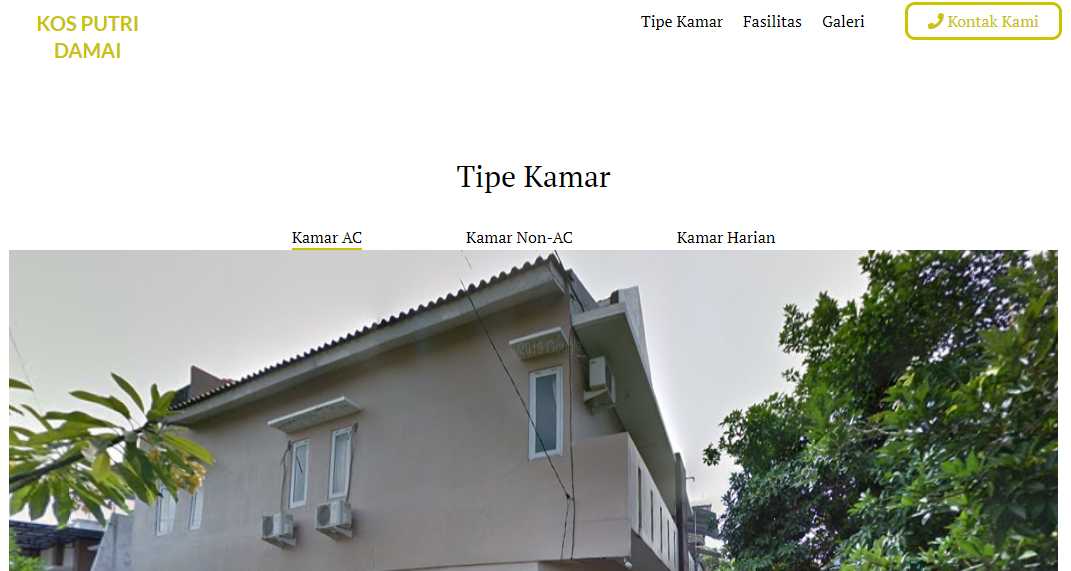 KOS PUTRI
DAMAI
Tipe Kamar
Fasilitas
Galeri
Kontak Kami
Tipe Kamar
Kamar AC
Kamar Non-AC
Kamar Harian